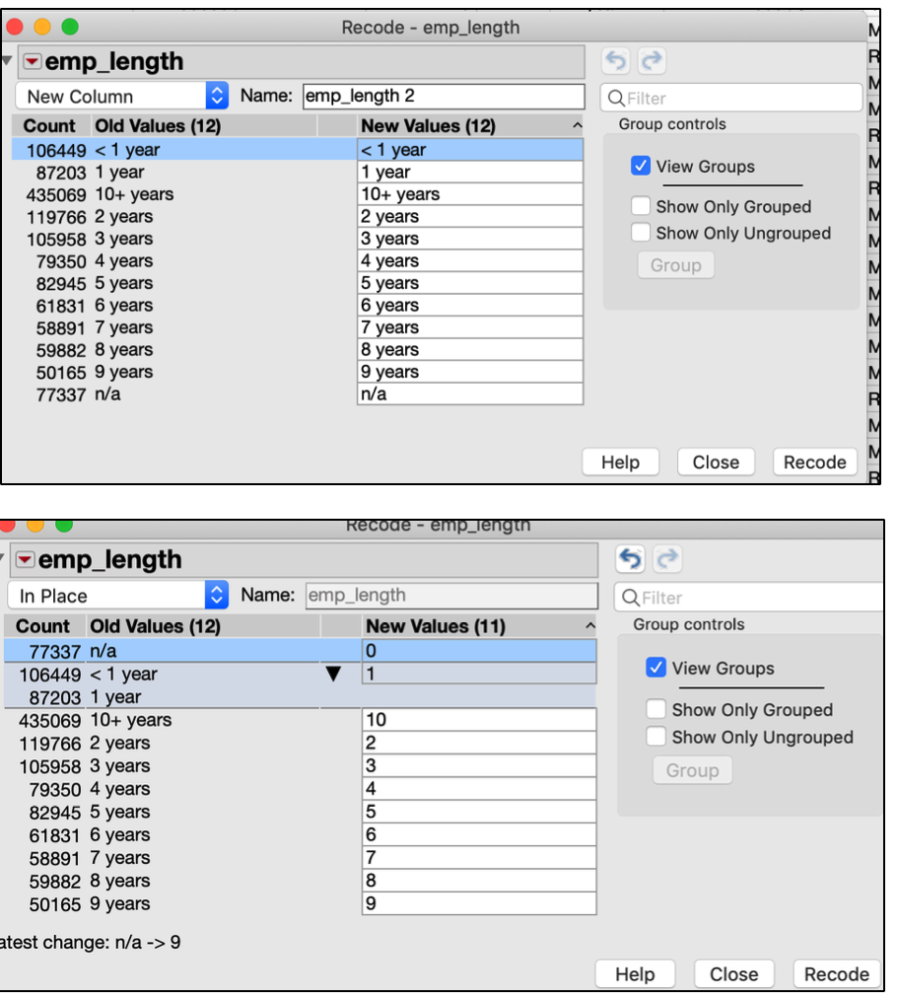 Recode - emp_length
emp_length
New Column Name: emp_length 2
Filter
Count Old Values (12) New Values (12)
Group controls
106449 < 1 year < 1 year
87203 1 year 1 year
View Groups
435069 10+ years 10+ years
119766 2 years 2 years
Show Only Grouped
105958 3 years 3 years
Show Only Ungrouped
79350 4 years 4 years
Group
82945 5 years 5 years
61831 6 years 6 years
58891 7 years 7 years
59882 8 years 8 years
50165 9 years 9 years
77337 n/a n/a
Help Close Recode
Recode - emp_length
emp_length
In Place Name: emp_length
Filter
Count Old Values (12) New Values (11)
Group controls
77337 n/a 0
106449 < 1 year 1
View Groups
87203 1 year
435069 10+ years 10
Show Only Grouped
119766 2 years 2
Show Only Ungrouped
105958 3 years 3
79350 4 years 4
Group
82945 5 years 5
61831 6 years 6
58891 7 years 7
59882 8 years 8
50165 9 years 9
atest change: n/a -> 9
Help Close Recode